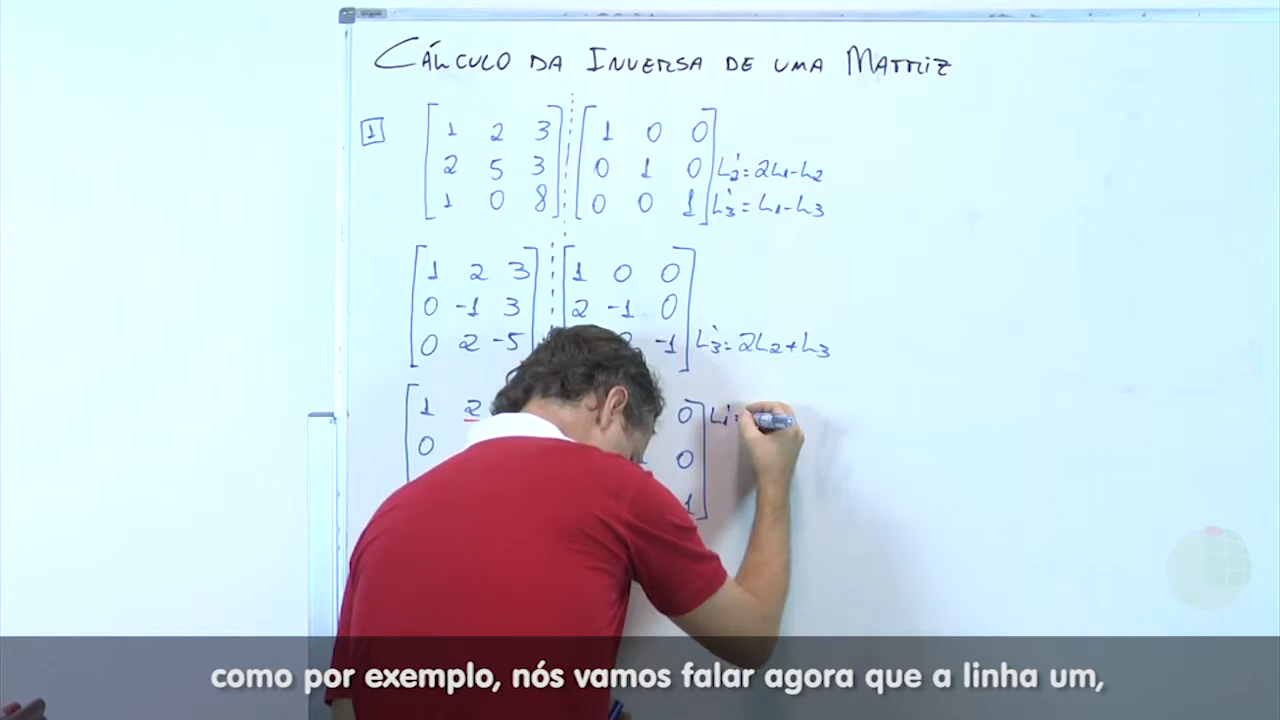 CÁLCULO DA INVERSA DE UMA MATRIZ
1
1 2 3 1 0 0
2 5 3 0 1 0 L2'=2L1-L2
1 0 8 0 0 1 L3'=L1-L3
1 2 3 1 0 0
0 -1 3 2 -1 0
0 2 -5 -1 L3'=2L2+L3
1 2 0 L1'=
0 0
1
como por exemplo, nós vamos falar agora que a linha um,